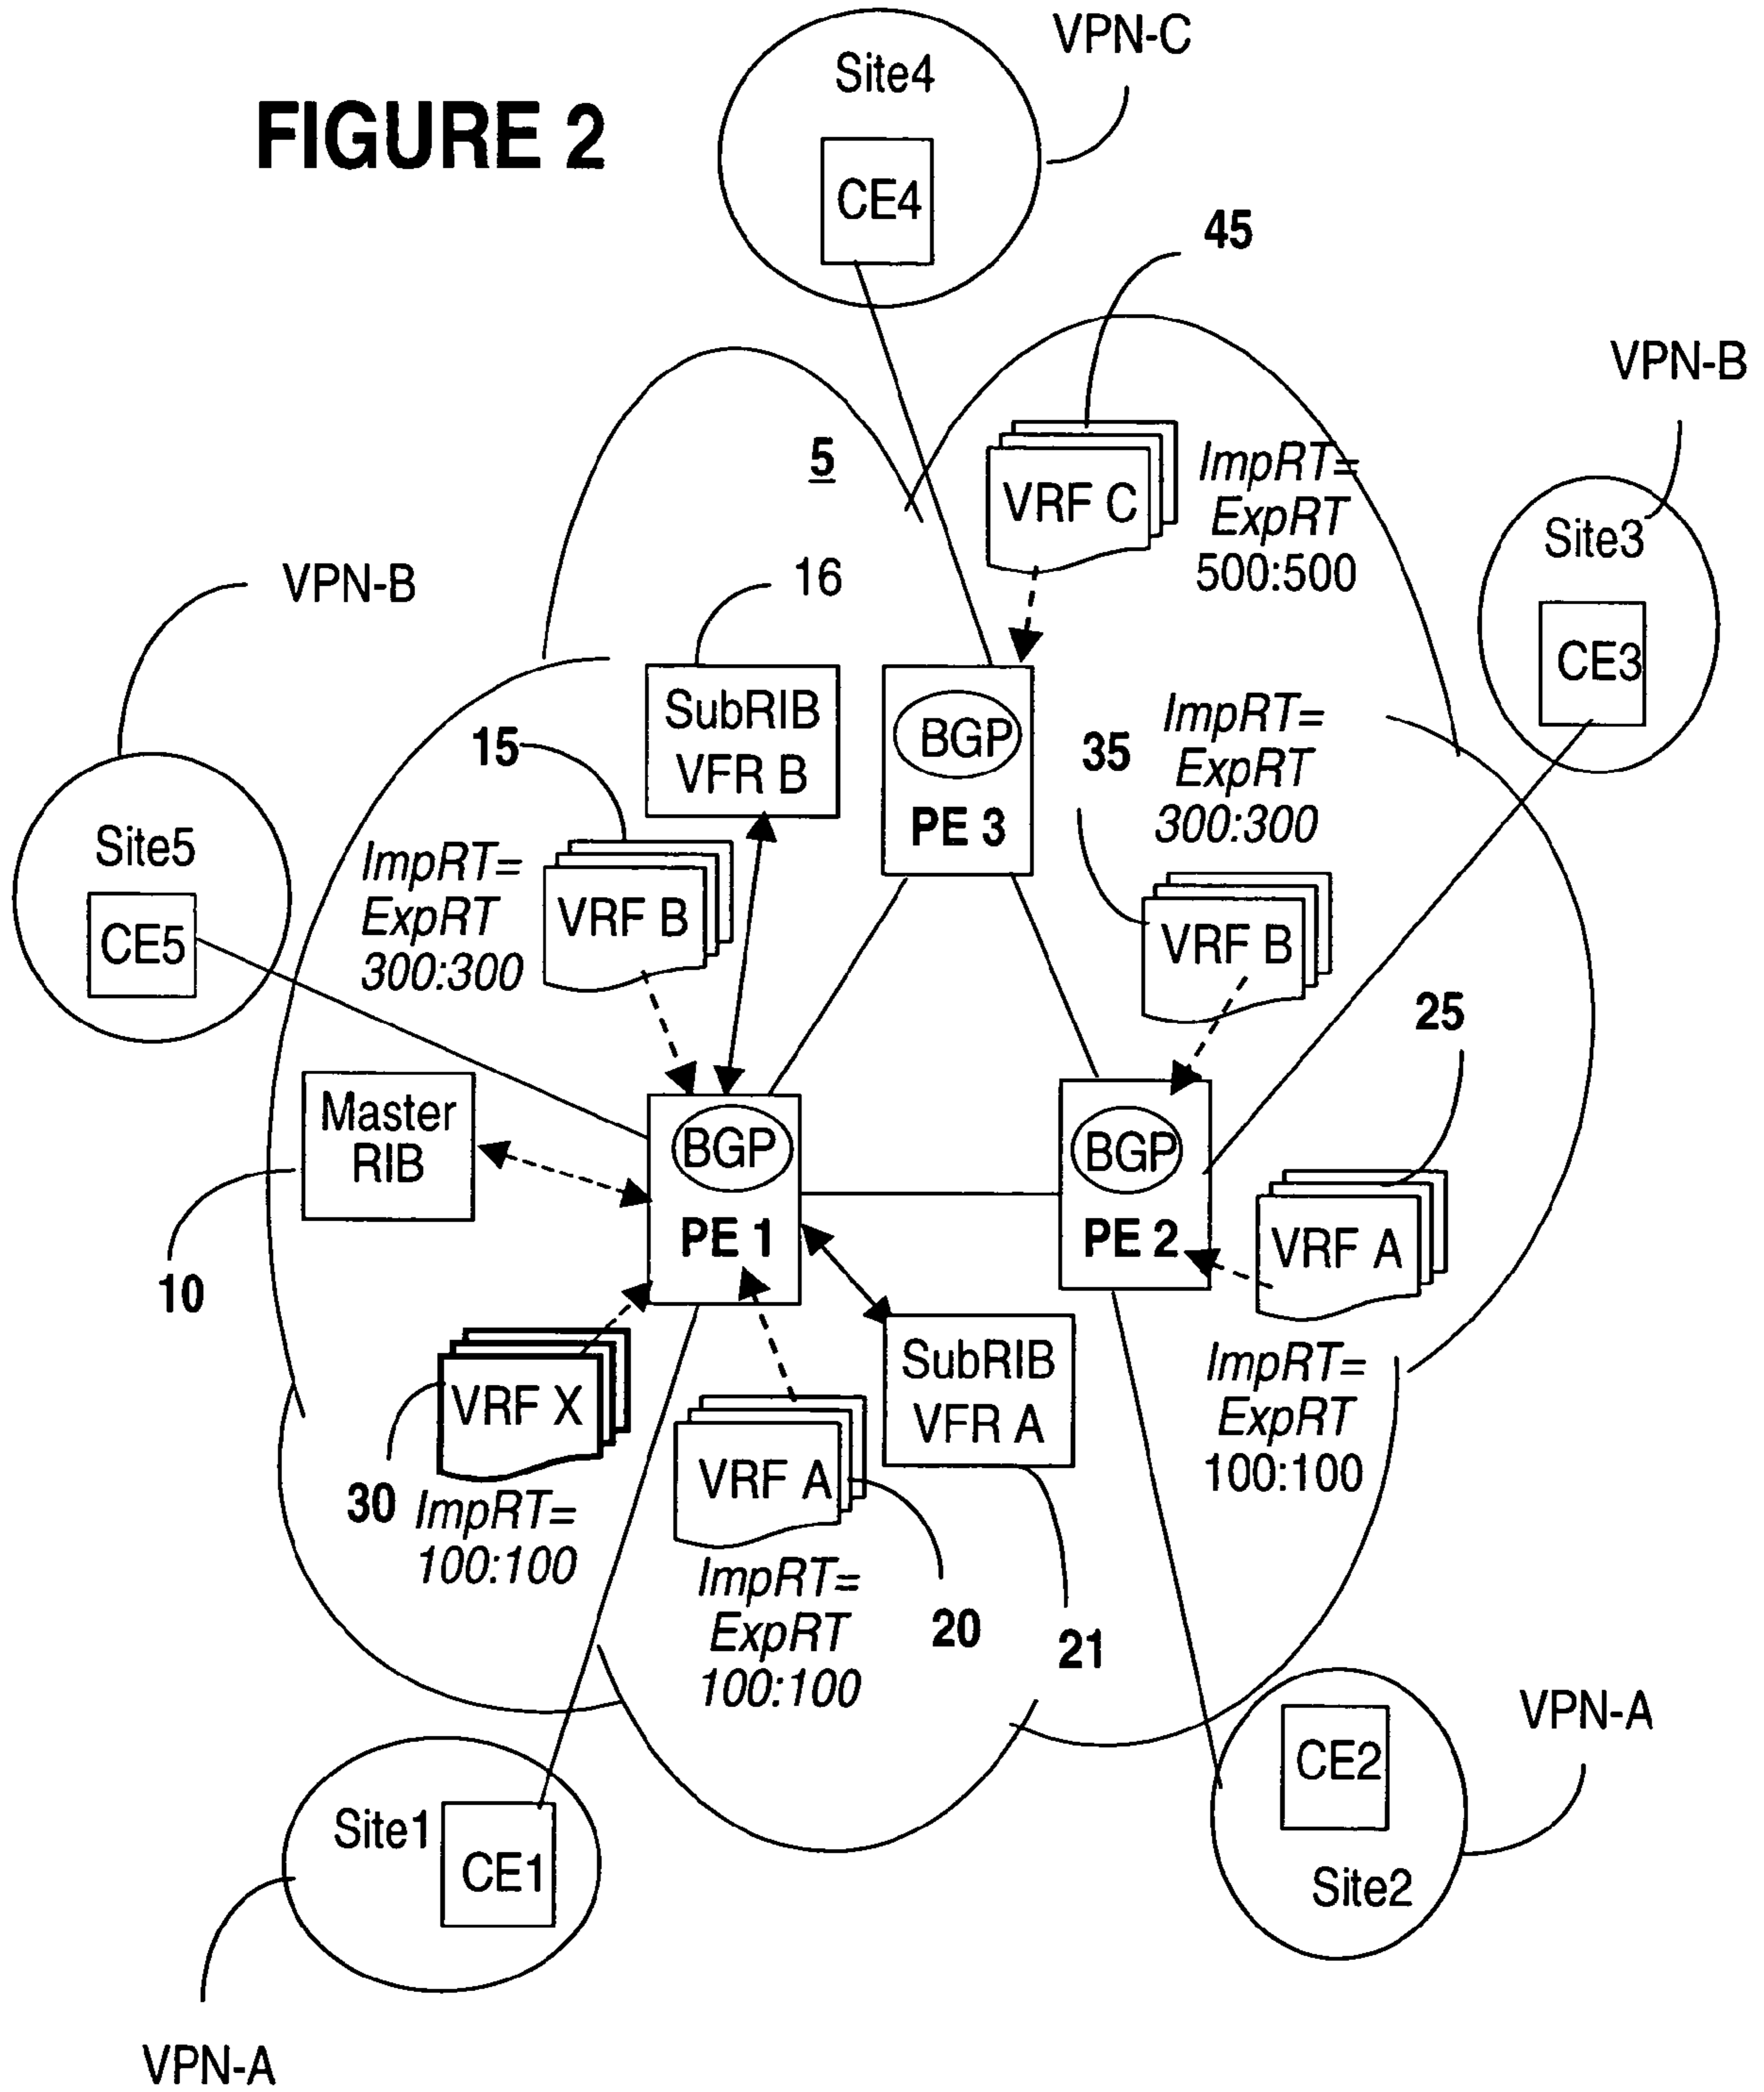 VPN-C
Site4
FIGURE 2
CE4
45
VPN-B
5
ImpRT=
ExpRT
500:500
VRF C
Site3
CE3
VPN-B
16
SubRIB
VFR B
15
BGP
PE 3
35
ImpRT=
ExpRT
300:300
Site5
CE5
ImpRT=
ExpRT
300:300
VRF B
VRF B
25
Master
RIB
BGP
PE 1
BGP
PE 2
VRF A
10
SubRIB
VFR A
ImpRT=
ExpRT
100:100
VRF X
30
ImpRT=
100:100
VRF A
ImpRT=
ExpRT
100:100
20
21
VPN-A
CE2
Site2
Site1
CE1
VPN-A